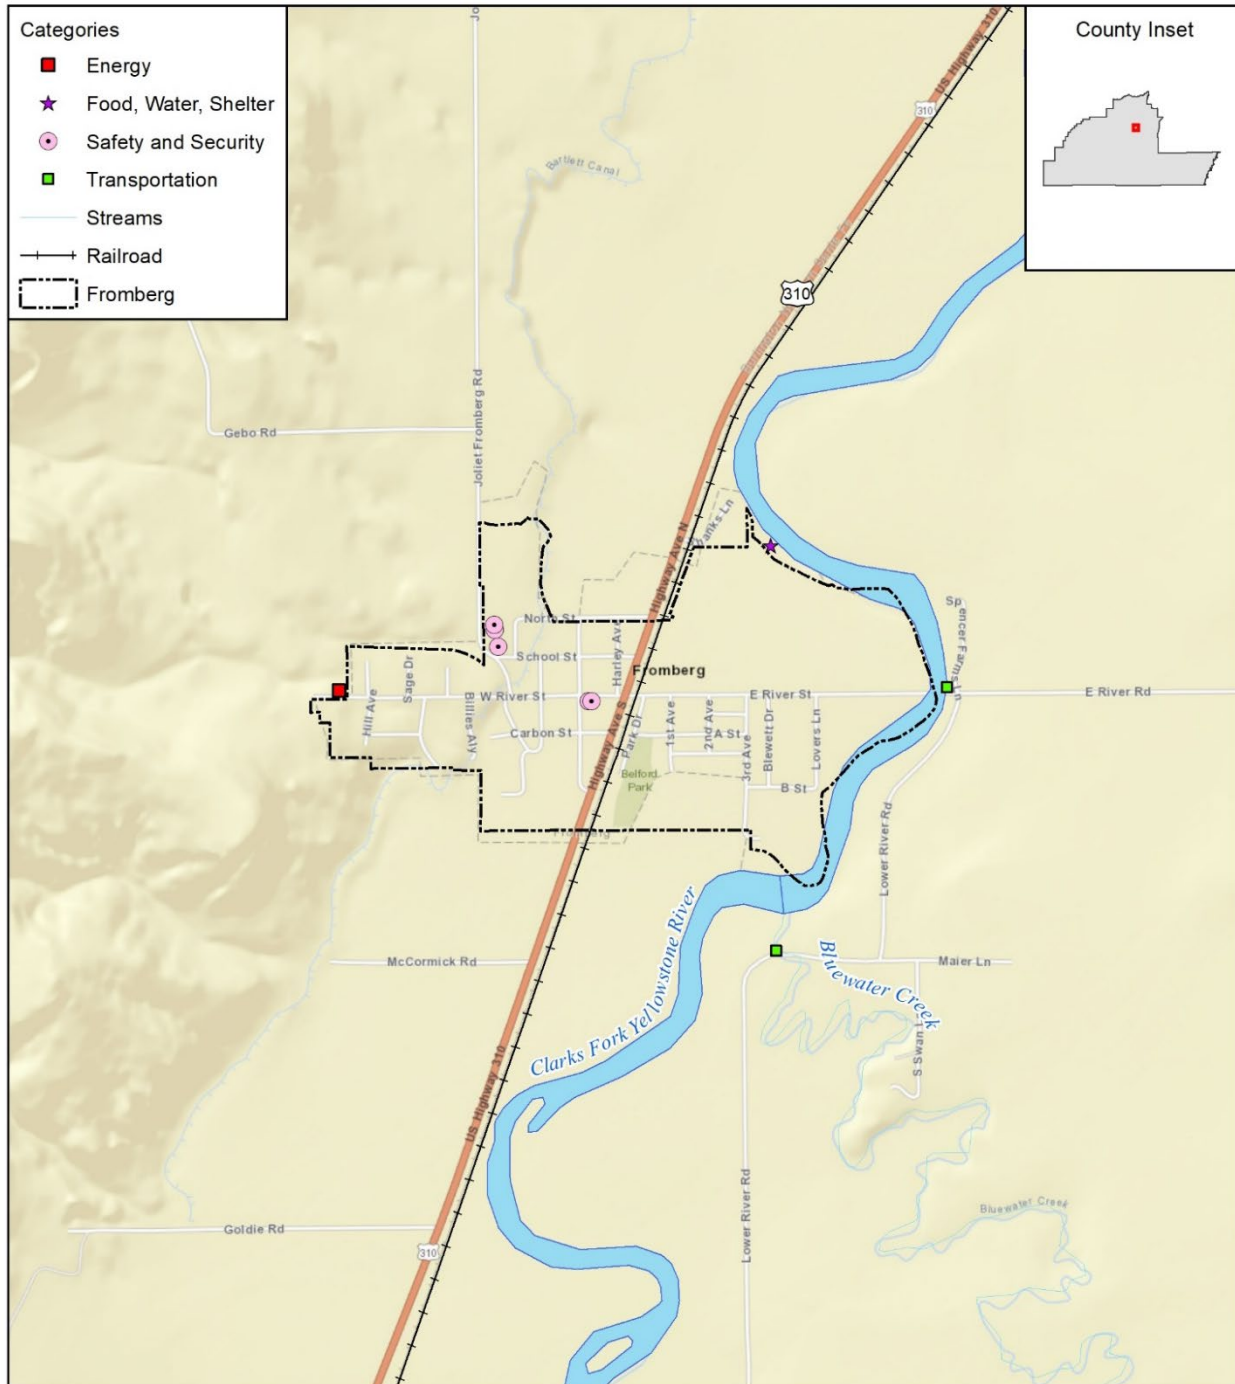 Categories
Energy
Food, Water, Shelter
Safety and Security
Transportation
Streams
Railroad
Fromberg
County Inset
Jo
US Highway 310
310
Bartlett Canal
310
Gebo Rd
Joliet Fromberg Rd
Highway Ave N
North St
Harley Ave
School St
Fromberg
Spencer Farms Ln
Sage Dr
Hill Ave
Billies Aly
W River St
E River St
E River Rd
Carbon St
Highway Ave S
Park Dr
1st Ave
2nd Ave
A St
3rd Ave
Blewett Dr
Lovers Ln
Belford
Park
B St
Fromberg
Lower River Rd
Clarks Fork Yellowstone River
McCormick Rd
Maier Ln
Bluewater Creek
US Highway 310
Lower River Rd
Bluewater Creek
Goldie Rd
310